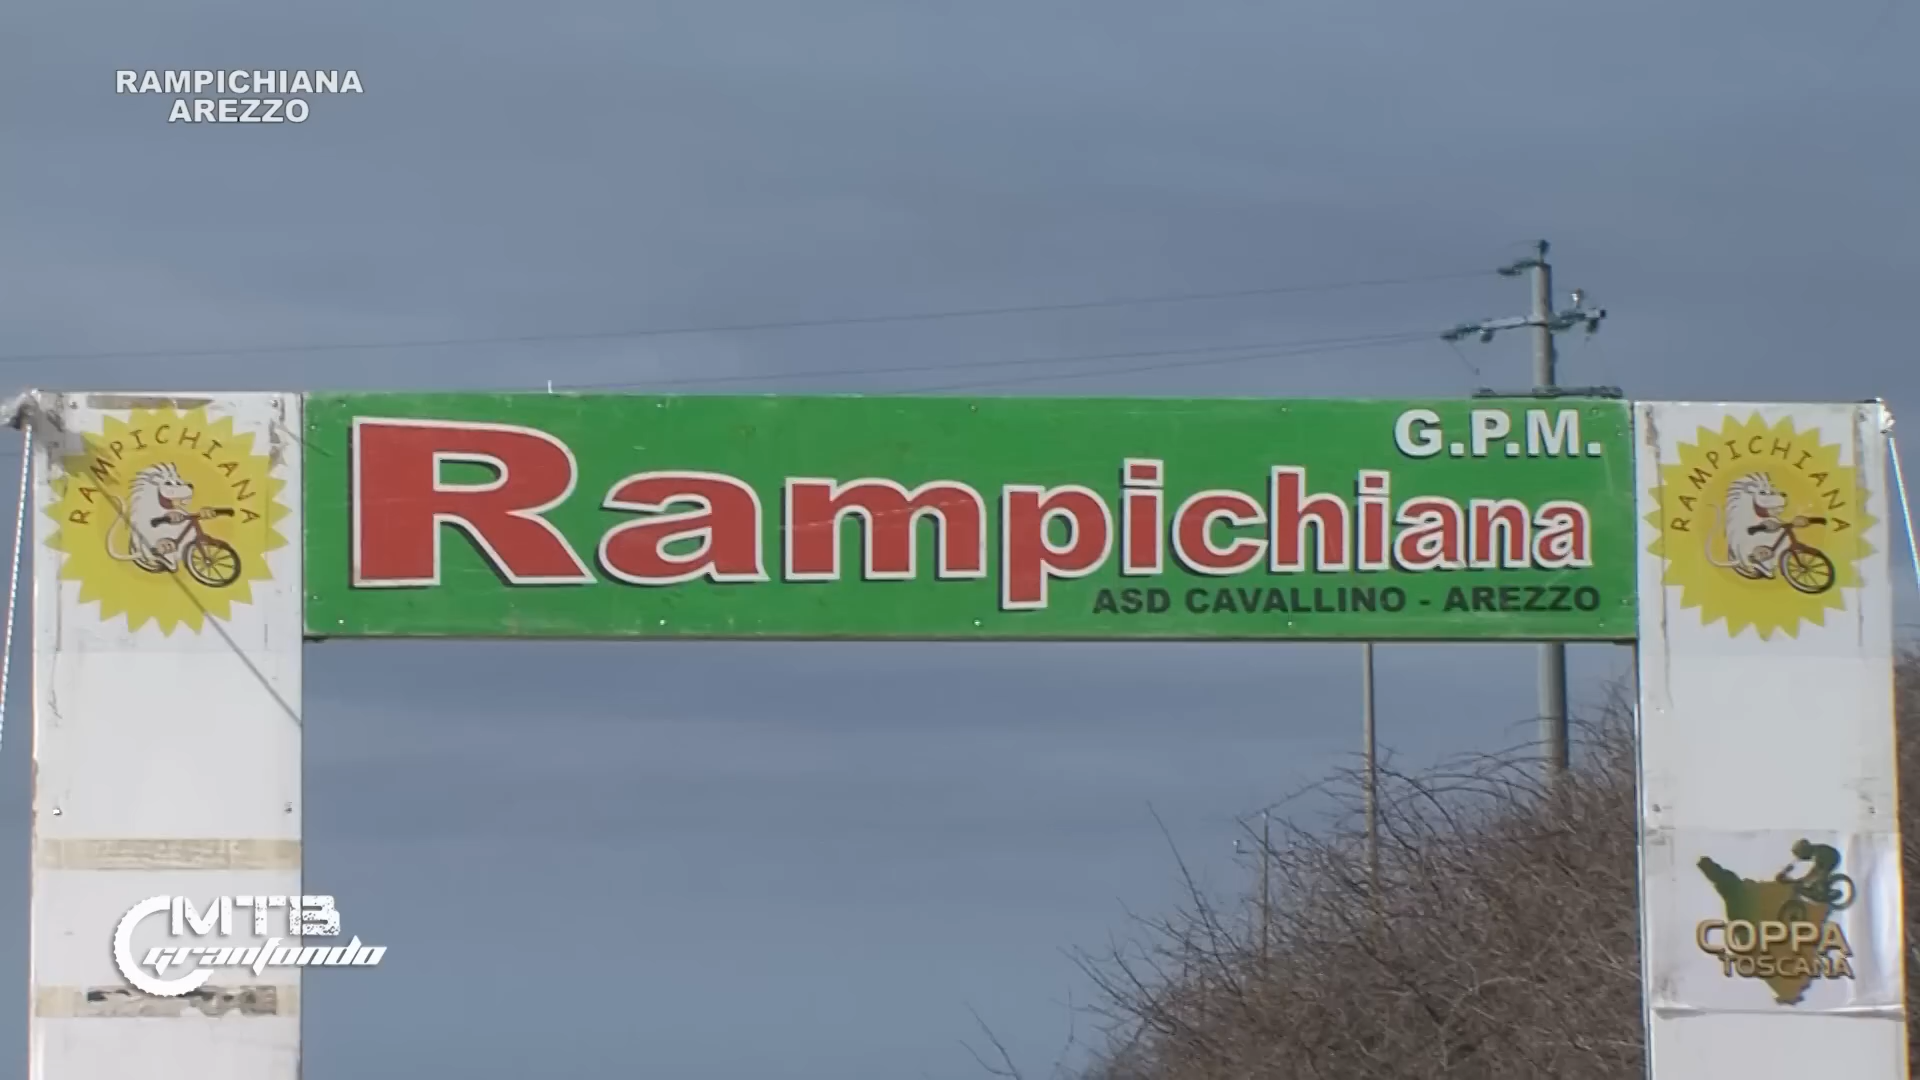 RAMPICHIANA
AREZZO
G.P.M.
Rampichiana
ASD CAVALLINO - AREZZO
RAMPICHIANA
RAMPICHIANA
MTB
granfondo
COPPA
TOSCANA